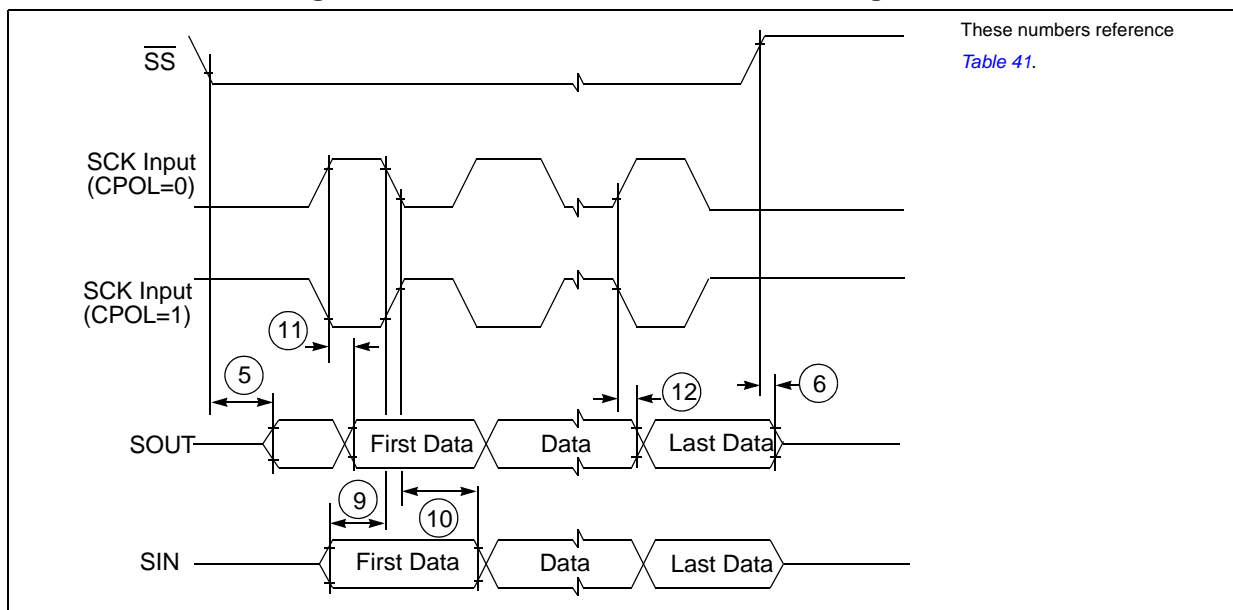 These numbers reference
Table 41.
SS
SCK Input
(CPOL=0)
SCK Input
(CPOL=1)
11
5
12
6
SOUT
First Data
Data
Last Data
9
10
SIN
First Data
Data
Last Data